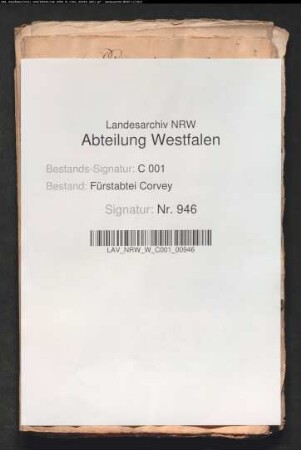 Landesarchiv NRW
Abteilung Westfalen
Bestands-Signatur: C 001
Bestand: Fürstabtei Corvey
Signatur: Nr. 946
LAV_NRW_W_C001_00946